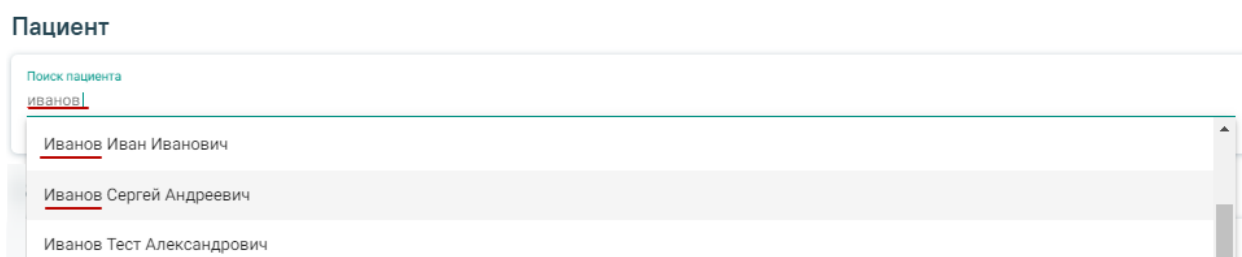 Пациент
Поиск пациента
иванов
Иванов Иван Иванович
Иванов Сергей Андреевич
Иванов Тест Александрович